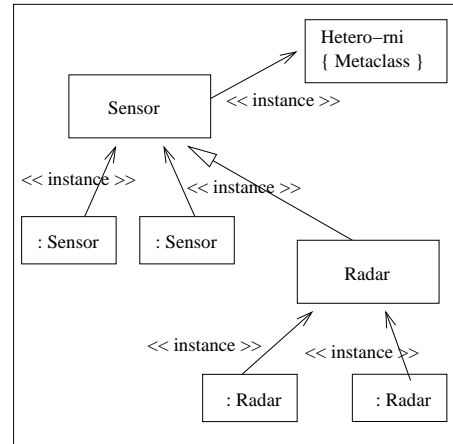 Hetero-rni
{ Metaclass }
Sensor
<< instance >>
<< instance >>
<< instance >>
: Sensor
: Sensor
Radar
<< instance >>
<< instance >>
: Radar
: Radar